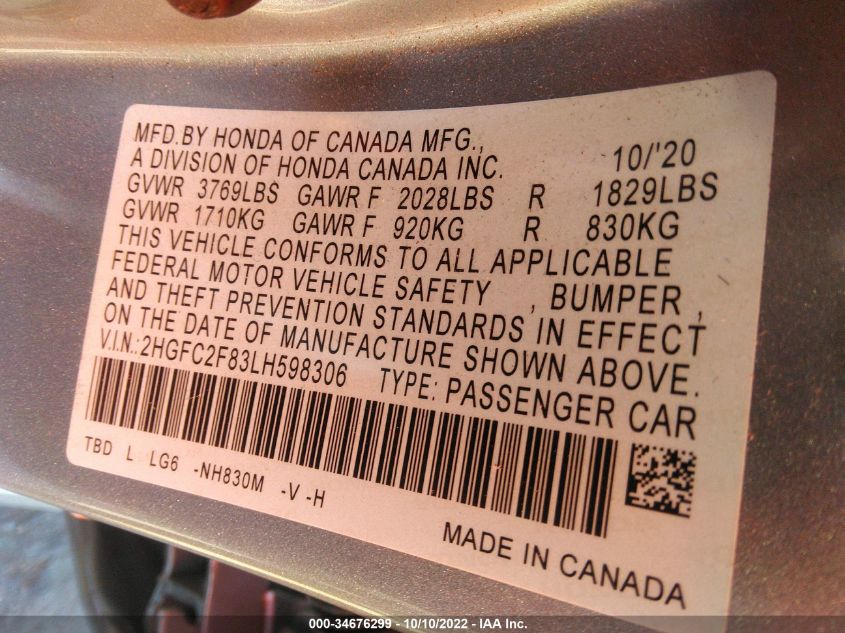 MFD.BY HONDA OF CANADA MFG.,
A DIVISION OF HONDA CANADA INC. 10/'20
GVWR 3769LBS GAWR F 2028LBS R 1829LBS
GVWR 1710KG GAWR F 920KG R 830KG
THIS VEHICLE CONFORMS TO ALL APPLICABLE
FEDERAL MOTOR VEHICLE SAFETY , BUMPER ,
AND THEFT PREVENTION STANDARDS IN EFFECT
ON THE DATE OF MANUFACTURE SHOWN ABOVE.
V.I.N.:2HGFC2F83LH598306 TYPE: PASSENGER CAR
TBD L LG6 -NH830M -V -H
MADE IN CANADA
000-34676299 - 10/10/2022 - IAA Inc.